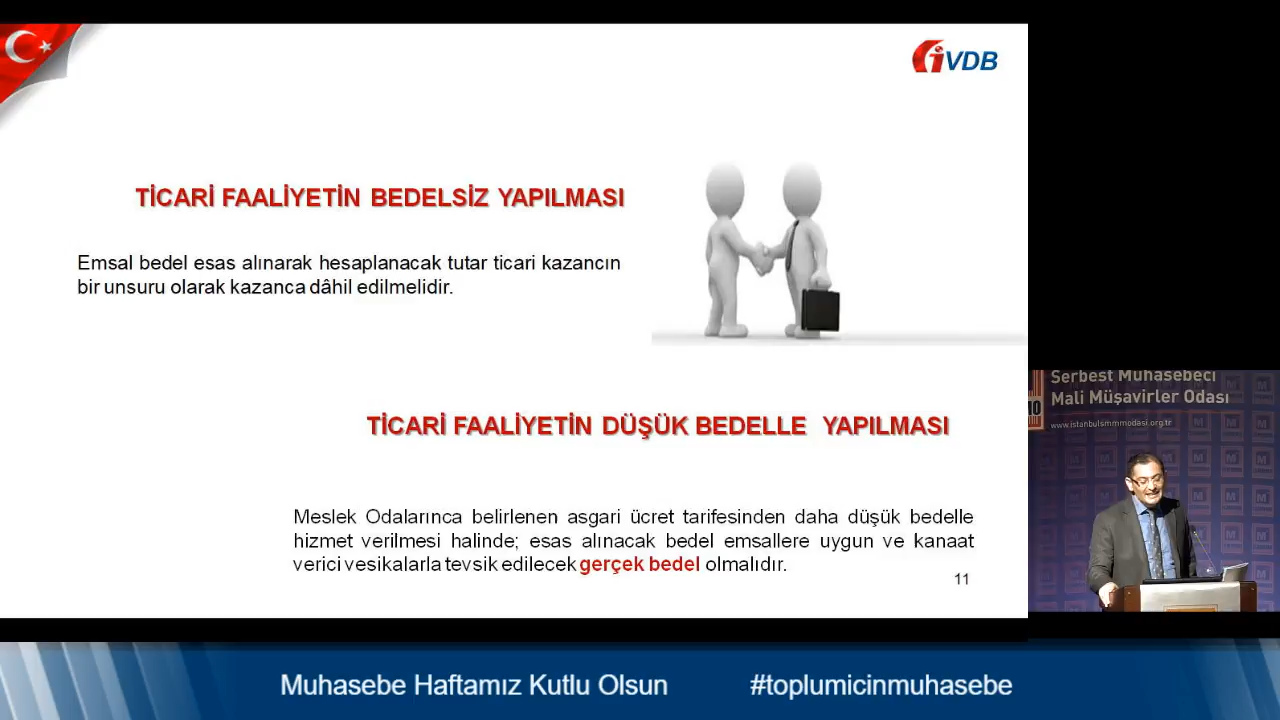 İVDB
TİCARİ FAALİYETİN BEDELSİZ YAPILMASI
Emsal bedel esas alınarak hesaplanacak tutar ticari kazancın
bir unsuru olarak kazanca dâhil edilmelidir.
TİCARİ FAALİYETİN DÜŞÜK BEDELLE YAPILMASI
Meslek Odalarınca belirlenen asgari ücret tarifesinden daha düşük bedelle
hizmet verilmesi halinde; esas alınacak bedel emsallere uygun ve kanaat
verici vesikalarla tevsik edilecek gerçek bedel olmalıdır.
11
Serbest Muhasebeci
Mali Müşavirler Odası
www.istanbulsmmmodasi.org.tr
Muhasebe Haftamız Kutlu Olsun
#toplumicinmuhasebe